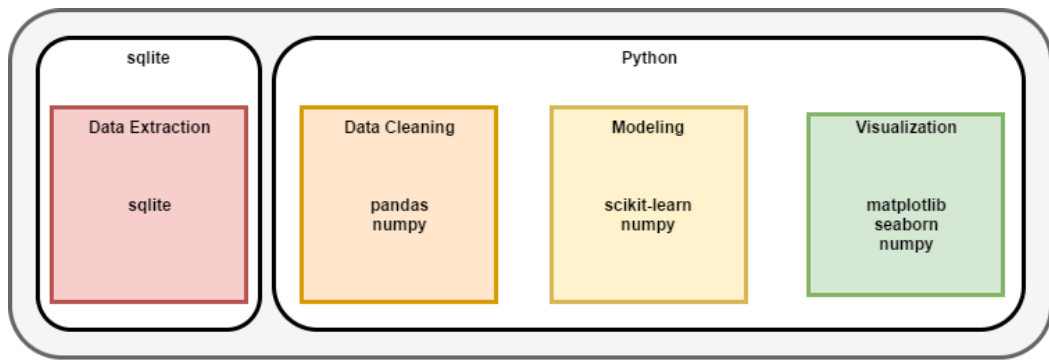 sqlite
Data Extraction
sqlite
Python
Data Cleaning
pandas
numpy
Modeling
scikit-learn
numpy
Visualization
matplotlib
seaborn
numpy